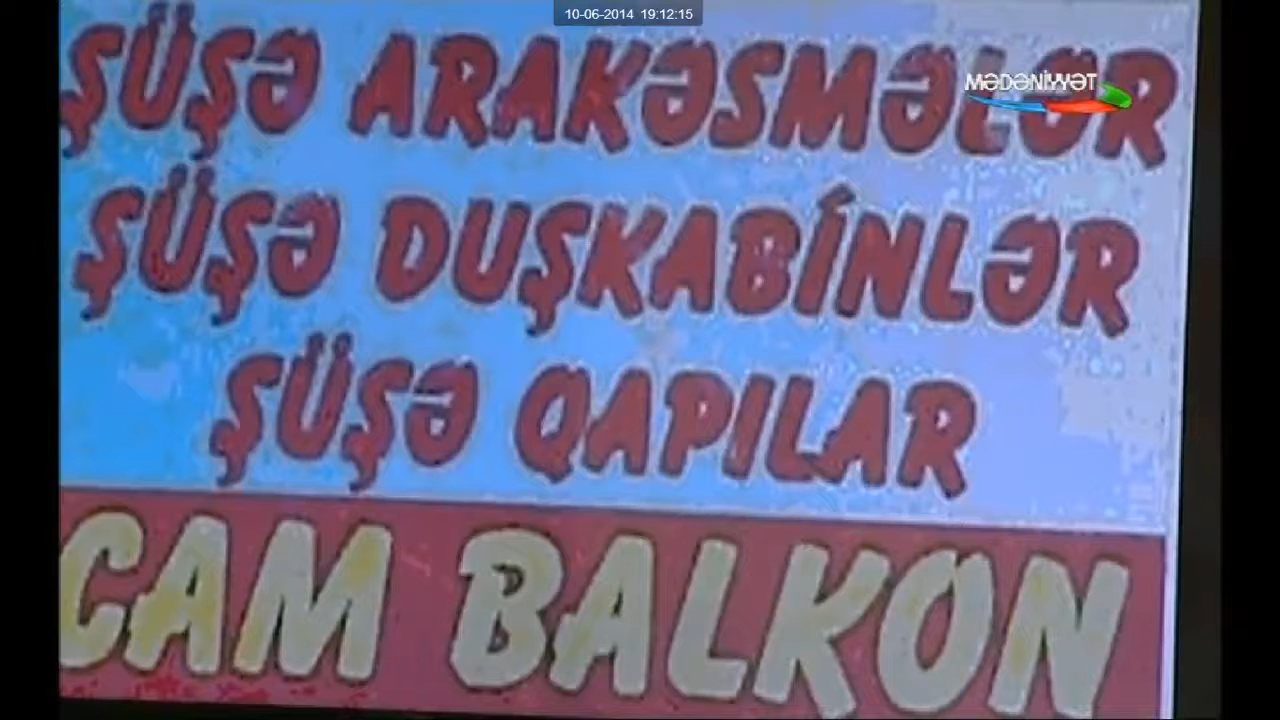 10-06-2014 19:12:15
MƏDƏNİYYƏT
ŞÜŞƏ ARAKƏSMƏLƏR
ŞÜŞƏ DUŞKABİNLƏR
ŞÜŞƏ QAPILAR
CAM BALKON